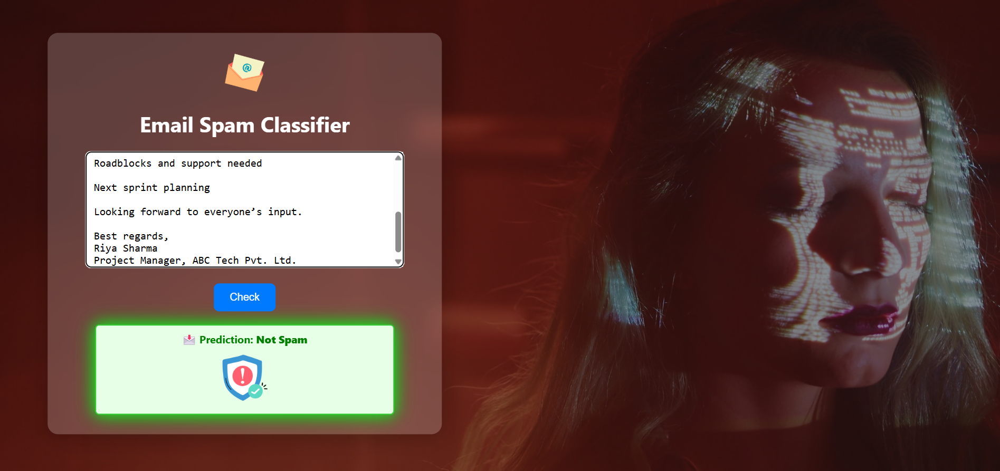 @
Email Spam Classifier
Roadblocks and support needed
Next sprint planning
Looking forward to everyone’s input.
Best regards,
Riya Sharma
Project Manager, ABC Tech Pvt. Ltd.
Check
Prediction: Not Spam